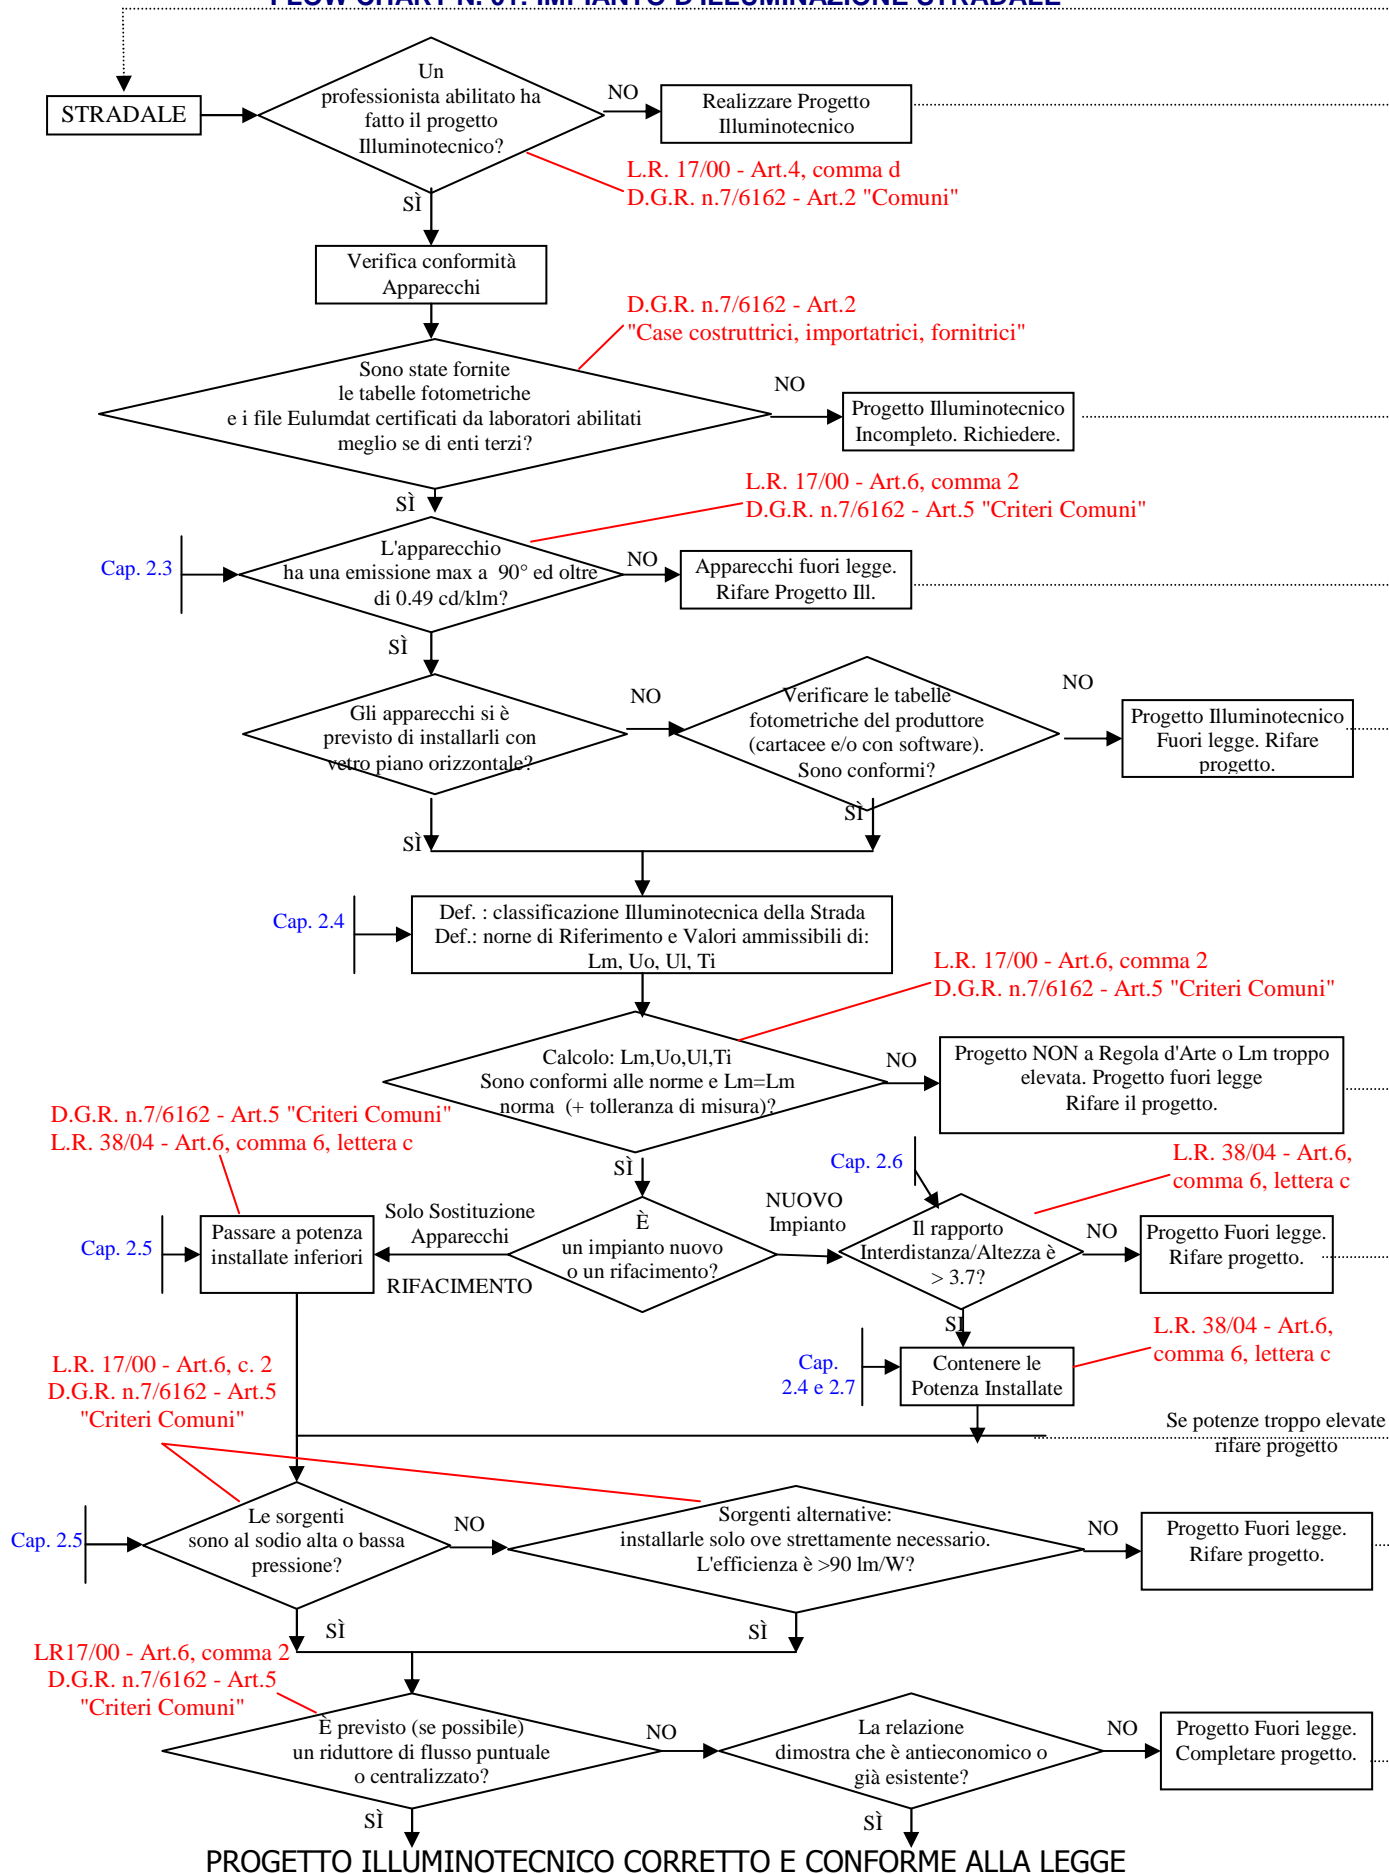 FLOW CHART N. 01: IMPIANTO D'ILLUMINAZIONE STRADALE
STRADALE
Un
professionista abilitato ha
fatto il progetto
Illuminotecnico?
NO
Realizzare Progetto
Illuminotecnico
L.R. 17/00 - Art.4, comma d
D.G.R. n.7/6162 - Art.2 "Comuni"
SÌ
Verifica conformità
Apparecchi
D.G.R. n.7/6162 - Art.2
"Case costruttrici, importatrici, fornitrici"
Sono state fornite
le tabelle fotometriche
e i file Eulumdat certificati da laboratori abilitati
meglio se di enti terzi?
NO
Progetto Illuminotecnico
Incompleto. Richiedere.
SÌ
L.R. 17/00 - Art.6, comma 2
D.G.R. n.7/6162 - Art.5 "Criteri Comuni"
Cap. 2.3
L'apparecchio
ha una emissione max a 90° ed oltre
di 0.49 cd/klm?
NO
Apparecchi fuori legge.
Rifare Progetto Ill.
SÌ
Gli apparecchi si è
previsto di installarli con
vetro piano orizzontale?
NO
Verificare le tabelle
fotometriche del produttore
(cartacee e/o con software).
Sono conformi?
NO
Progetto Illuminotecnico
Fuori legge. Rifare
progetto.
SÌ
SÌ
Cap. 2.4
Def. : classificazione Illuminotecnica della Strada
Def.: norne di Riferimento e Valori ammissibili di:
Lm, Uo, Ul, Ti
L.R. 17/00 - Art.6, comma 2
D.G.R. n.7/6162 - Art.5 "Criteri Comuni"
Calcolo: Lm,Uo,Ul,Ti
Sono conformi alle norme e Lm=Lm
norma (+ tolleranza di misura)?
NO
Progetto NON a Regola d'Arte o Lm troppo
elevata. Progetto fuori legge
Rifare il progetto.
D.G.R. n.7/6162 - Art.5 "Criteri Comuni"
L.R. 38/04 - Art.6, comma 6, lettera c
SÌ
Cap. 2.6
L.R. 38/04 - Art.6,
comma 6, lettera c
Cap. 2.5
Passare a potenza
installate inferiori
Solo Sostituzione
Apparecchi
RIFACIMENTO
È
un impianto nuovo
o un rifacimento?
NUOVO
Impianto
Il rapporto
Interdistanza/Altezza è
> 3.7?
NO
Progetto Fuori legge.
Rifare progetto.
SI
L.R. 38/04 - Art.6,
comma 6, lettera c
Cap.
2.4 e 2.7
Contenere le
Potenza Installate
L.R. 17/00 - Art.6, c. 2
D.G.R. n.7/6162 - Art.5
"Criteri Comuni"
Se potenze troppo elevate
rifare progetto
Cap. 2.5
Le sorgenti
sono al sodio alta o bassa
pressione?
NO
Sorgenti alternative:
installarle solo ove strettamente necessario.
L'efficienza è >90 lm/W?
NO
Progetto Fuori legge.
Rifare progetto.
SÌ
SÌ
LR17/00 - Art.6, comma 2
D.G.R. n.7/6162 - Art.5
"Criteri Comuni"
È previsto (se possibile)
un riduttore di flusso puntuale
o centralizzato?
NO
La relazione
dimostra che è antieconomico o
già esistente?
NO
Progetto Fuori legge.
Completare progetto.
SÌ
SÌ
PROGETTO ILLUMINOTECNICO CORRETTO E CONFORME ALLA LEGGE